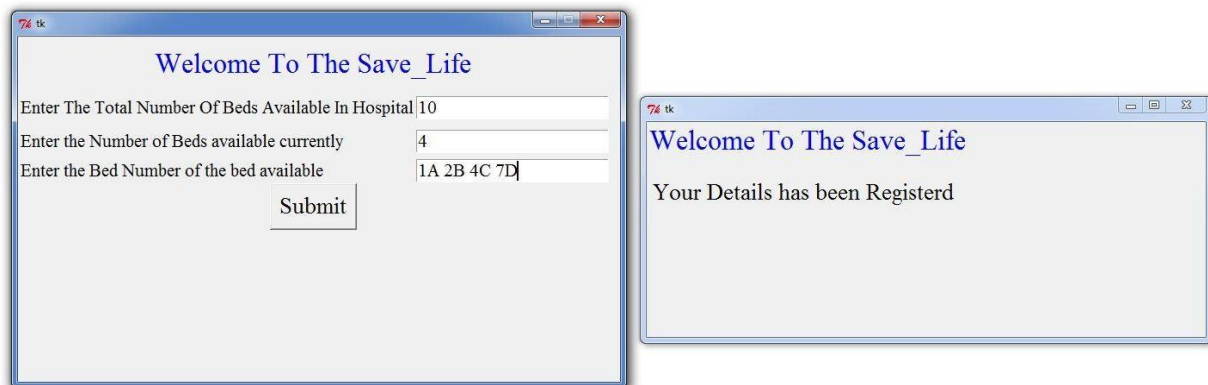 tk
Welcome To The Save_Life
Enter The Total Number Of Beds Available In Hospital 10
Enter the Number of Beds available currently 4
Enter the Bed Number of the bed available 1A 2B 4C 7D
Submit
tk
Welcome To The Save_Life
Your Details has been Registerd